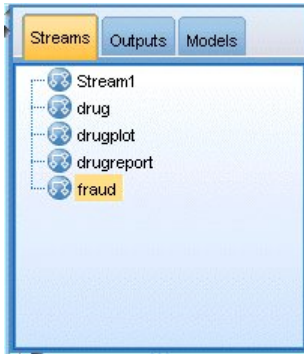 Streams Outputs Models
Stream1
drug
drugplot
drugreport
fraud